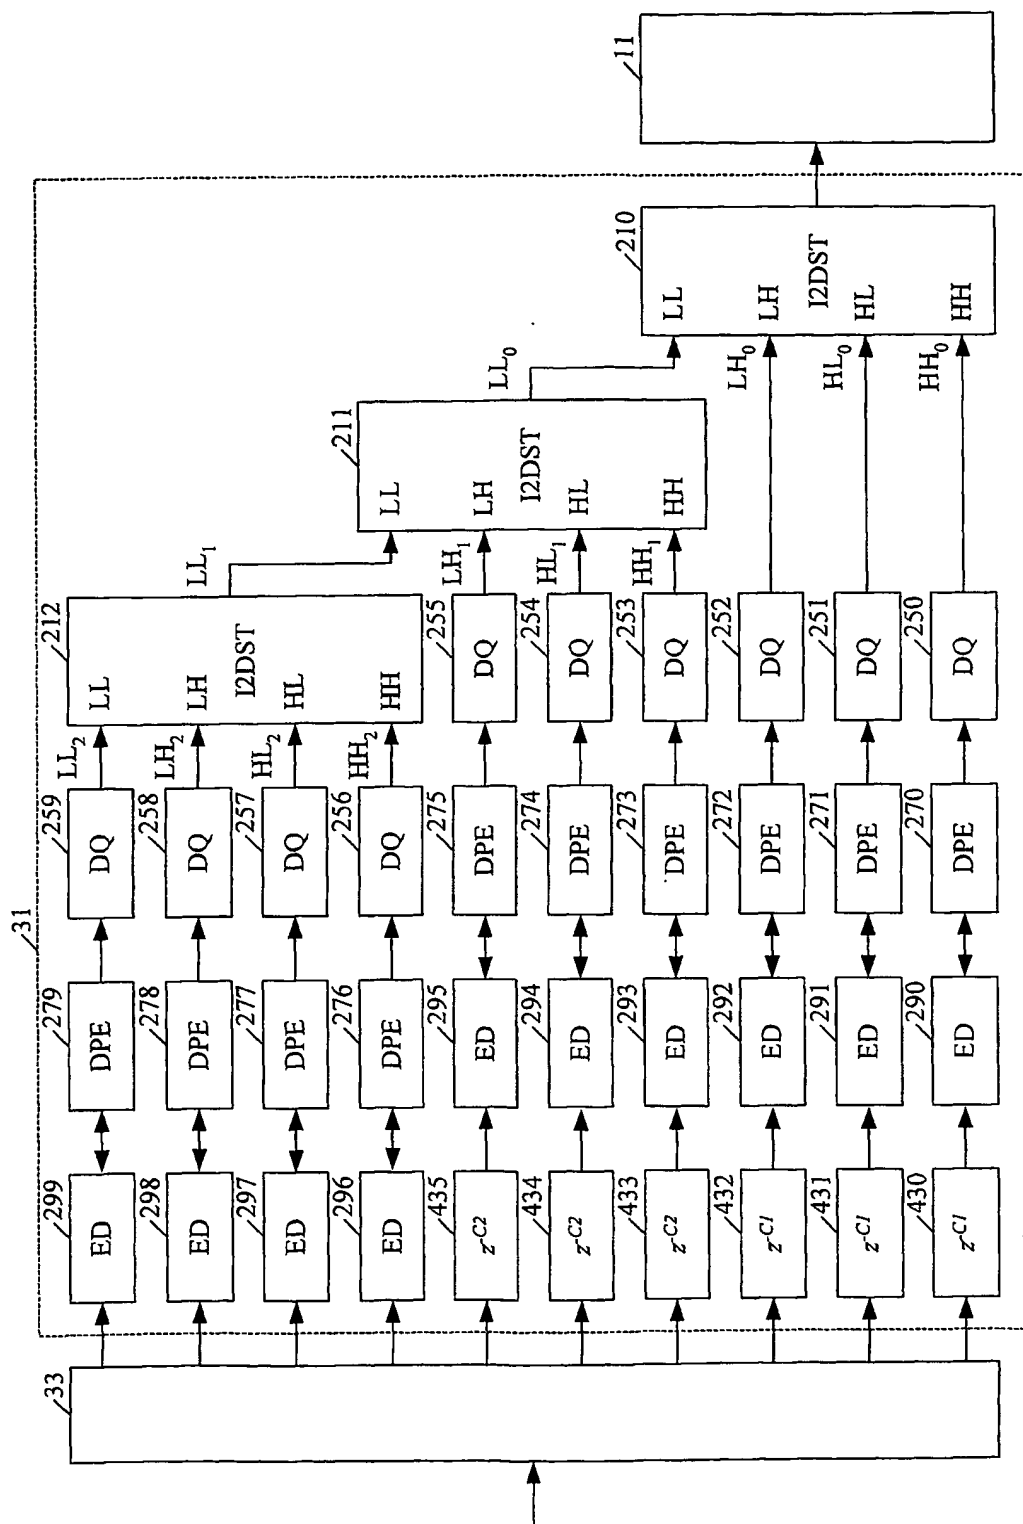 31
11
33
299
ED
279
DPE
259
DQ
LL₂
212
LL
LH
I2DST
HL
HH
LL₁
298
ED
278
DPE
258
DQ
LH₂
297
ED
277
DPE
257
DQ
HL₂
296
ED
276
DPE
256
DQ
HH₂
211
LL
LH
I2DST
HL
HH
LL₀
435
z⁻ᶜ²
295
ED
275
DPE
255
DQ
LH₁
434
z⁻ᶜ²
294
ED
274
DPE
254
DQ
HL₁
433
z⁻ᶜ²
293
ED
273
DPE
253
DQ
HH₁
210
LL
LH
I2DST
HL
HH
432
z⁻ᶜ¹
292
ED
272
DPE
252
DQ
LH₀
431
z⁻ᶜ¹
291
ED
271
DPE
251
DQ
HL₀
430
z⁻ᶜ¹
290
ED
270
DPE
250
DQ
HH₀